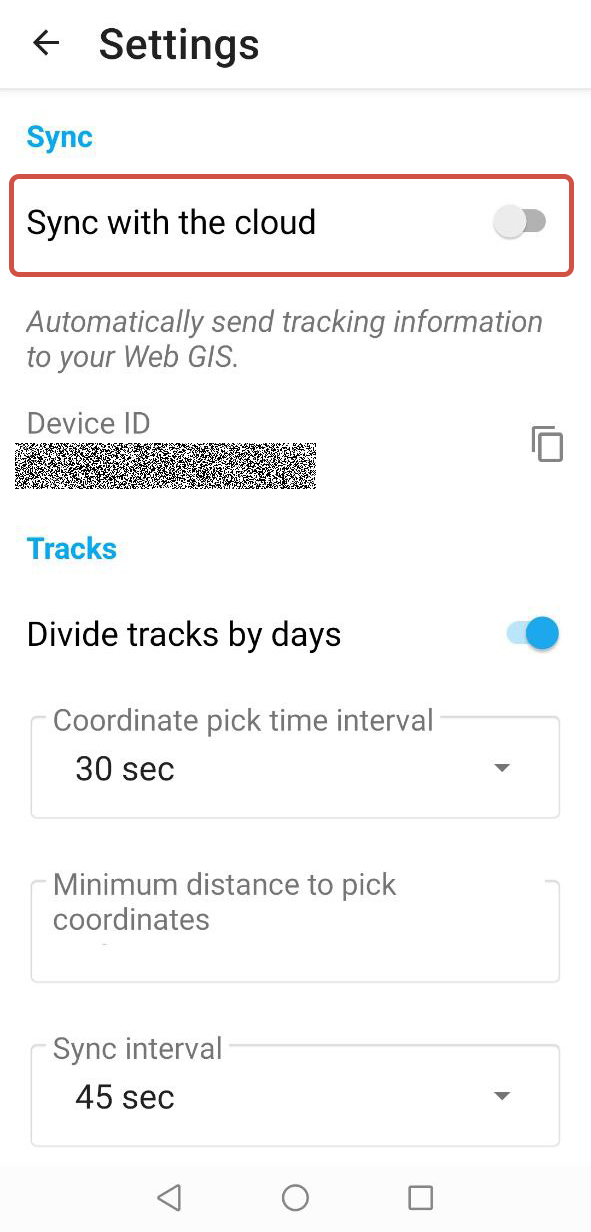 Settings
Sync
Sync with the cloud
Automatically send tracking information
to your Web GIS.
Device ID
Tracks
Divide tracks by days
Coordinate pick time interval
30 sec
Minimum distance to pick
coordinates
Sync interval
45 sec